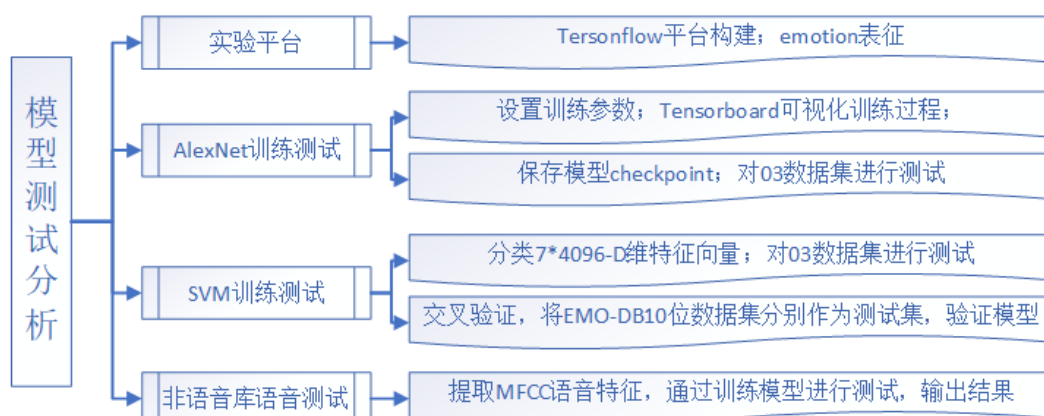 模型测试分析
实验平台
Tersonflow平台构建；emotion表征
AlexNet训练测试
设置训练参数；Tensorboard可视化训练过程；
保存模型checkpoint；对03数据集进行测试
SVM训练测试
分类7*4096-D维特征向量；对03数据集进行测试
交叉验证，将EMO-DB10位数据集分别作为测试集，验证模型
非语音库语音测试
提取MFCC语音特征，通过训练模型进行测试，输出结果